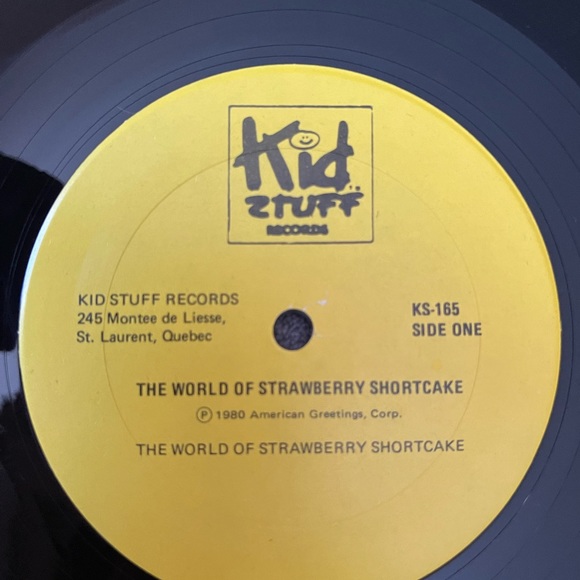 Kid
STUFF
RECORDS
KID STUFF RECORDS
245 Montee de Liesse,
St. Laurent, Quebec
KS-165
SIDE ONE
THE WORLD OF STRAWBERRY SHORTCAKE
Ⓟ 1980 American Greetings, Corp.
THE WORLD OF STRAWBERRY SHORTCAKE